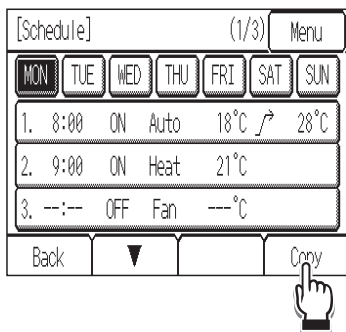 [Schedule] (1/3) Menu
MON TUE WED THU FRI SAT SUN
1. 8:00 ON Auto 18°C 28°C
2. 9:00 ON Heat 21°C
3. --:-- OFF Fan ---°C
Back ▼ Copy